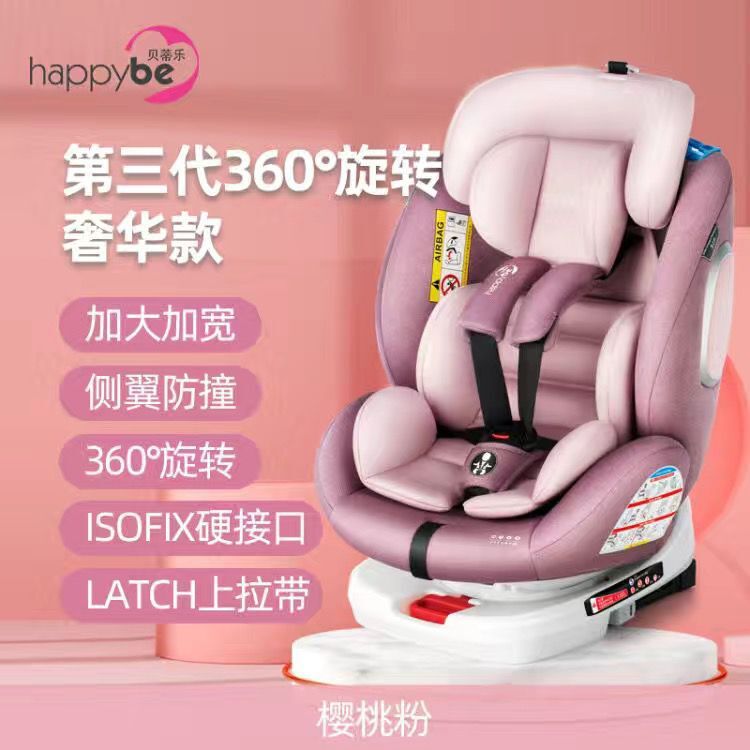 贝蒂乐
happybe
第三代360°旋转
奢华款
加大加宽
侧翼防撞
360°旋转
ISOFIX硬接口
LATCH上拉带
AIRBAG
happybe
樱桃粉